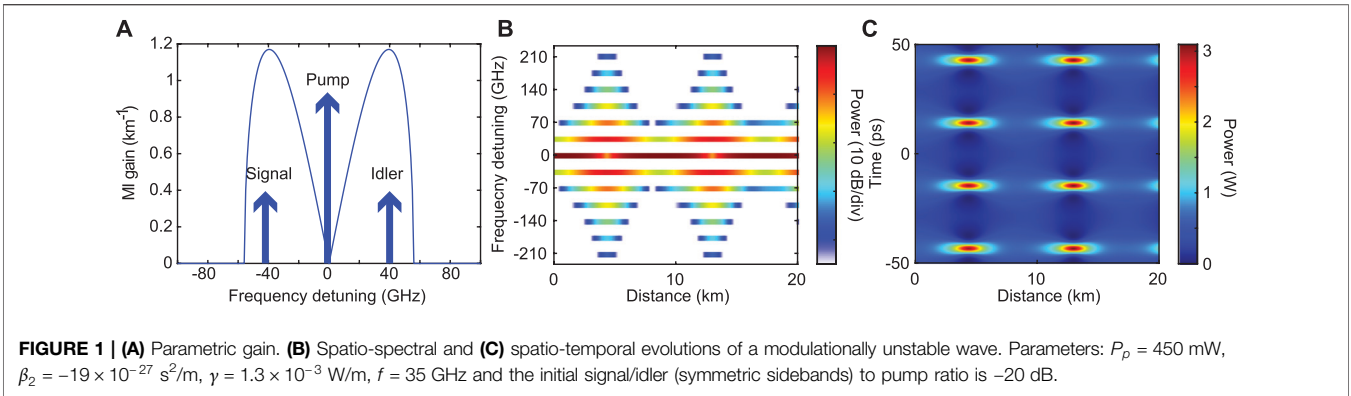 A
B
C
1.2
1
0.8
0.6
0.4
0.2
0
MI gain (km⁻¹)
Pump
Signal
Idler
-80
-40
0
40
80
Frequency detuning (GHz)
210
140
70
0
-70
-140
-210
Frequeny detuning (GHz)
0
10
20
Distance (km)
Power (10 dB/div)
50
0
-50
Time (ps)
0
10
20
Distance (km)
3
2
1
0
Power (W)
FIGURE 1 | (A) Parametric gain. (B) Spatio-spectral and (C) spatio-temporal evolutions of a modulationally unstable wave. Parameters: Pₚ = 450 mW,
β₂ = −19 × 10⁻²⁷ s²/m, γ = 1.3 × 10⁻³ W/m, f = 35 GHz and the initial signal/idler (symmetric sidebands) to pump ratio is −20 dB.